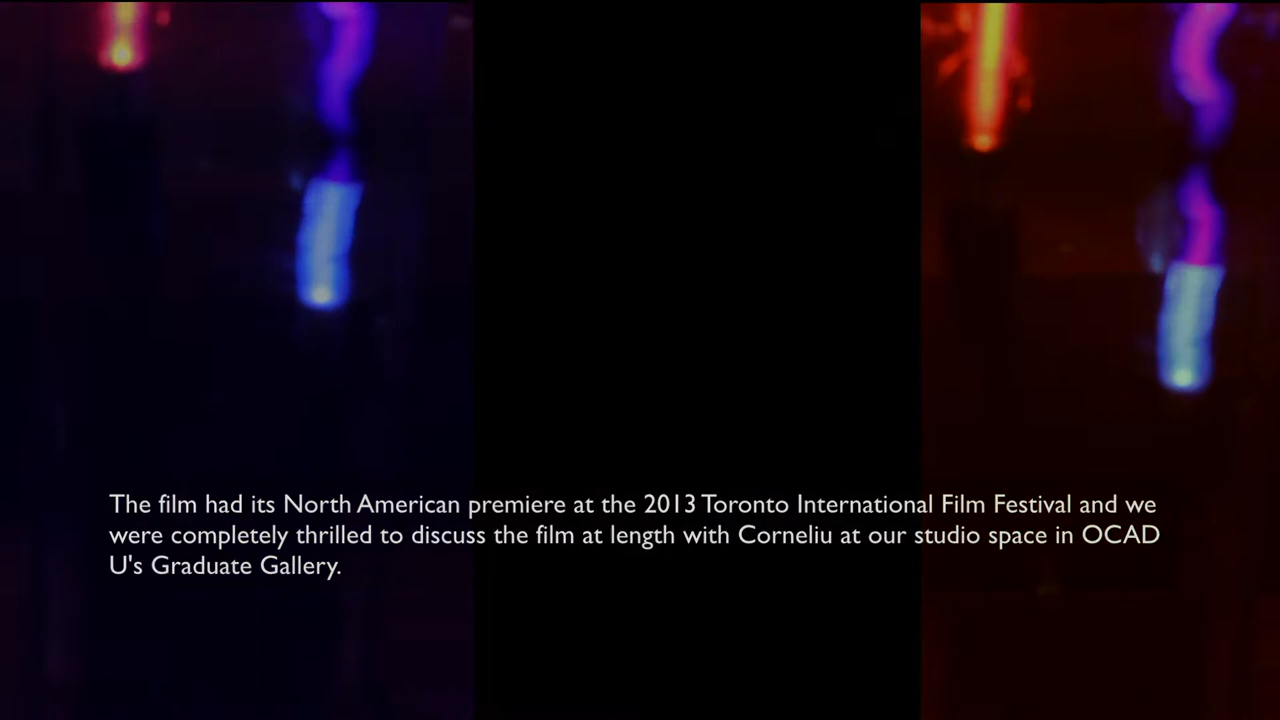 The film had its North American premiere at the 2013 Toronto International Film Festival and we
were completely thrilled to discuss the film at length with Corneliu at our studio space in OCAD
U's Graduate Gallery.